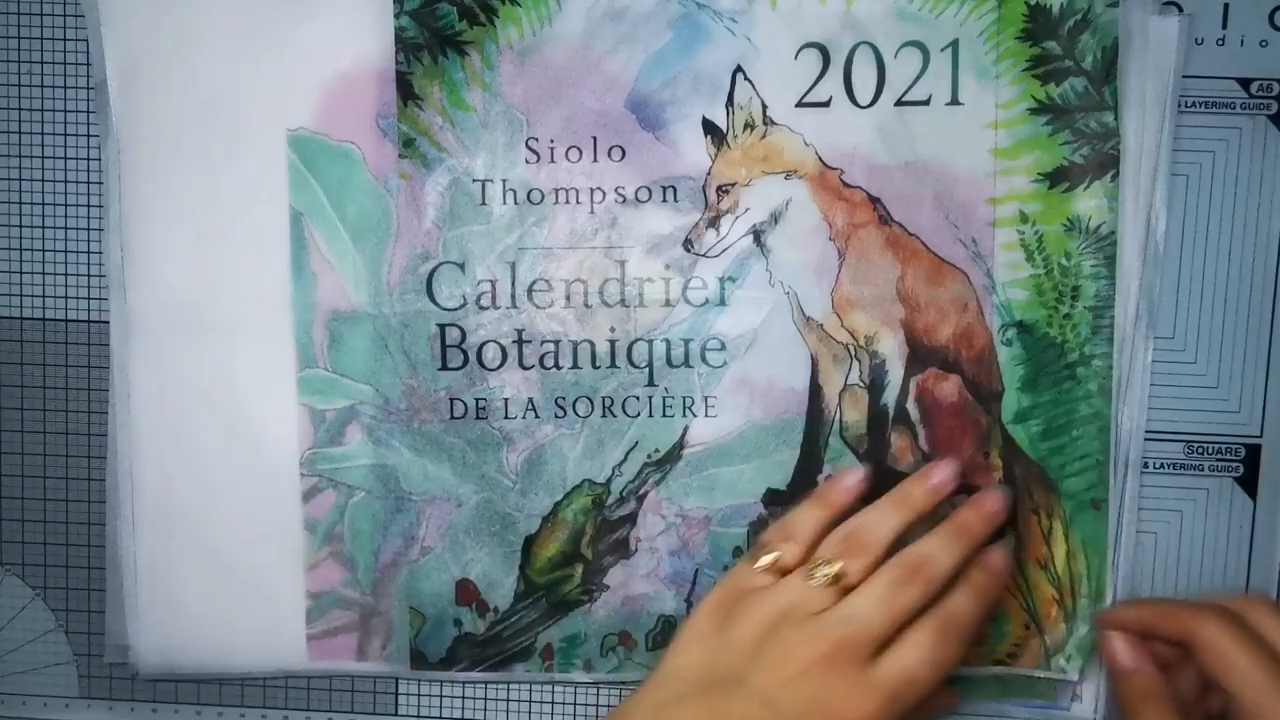 2021
Siolo
Thompson
Calendrier
Botanique
DE LA SORCIÈRE
A6
& LAYERING GUIDE
SQUARE
& LAYERING GUIDE